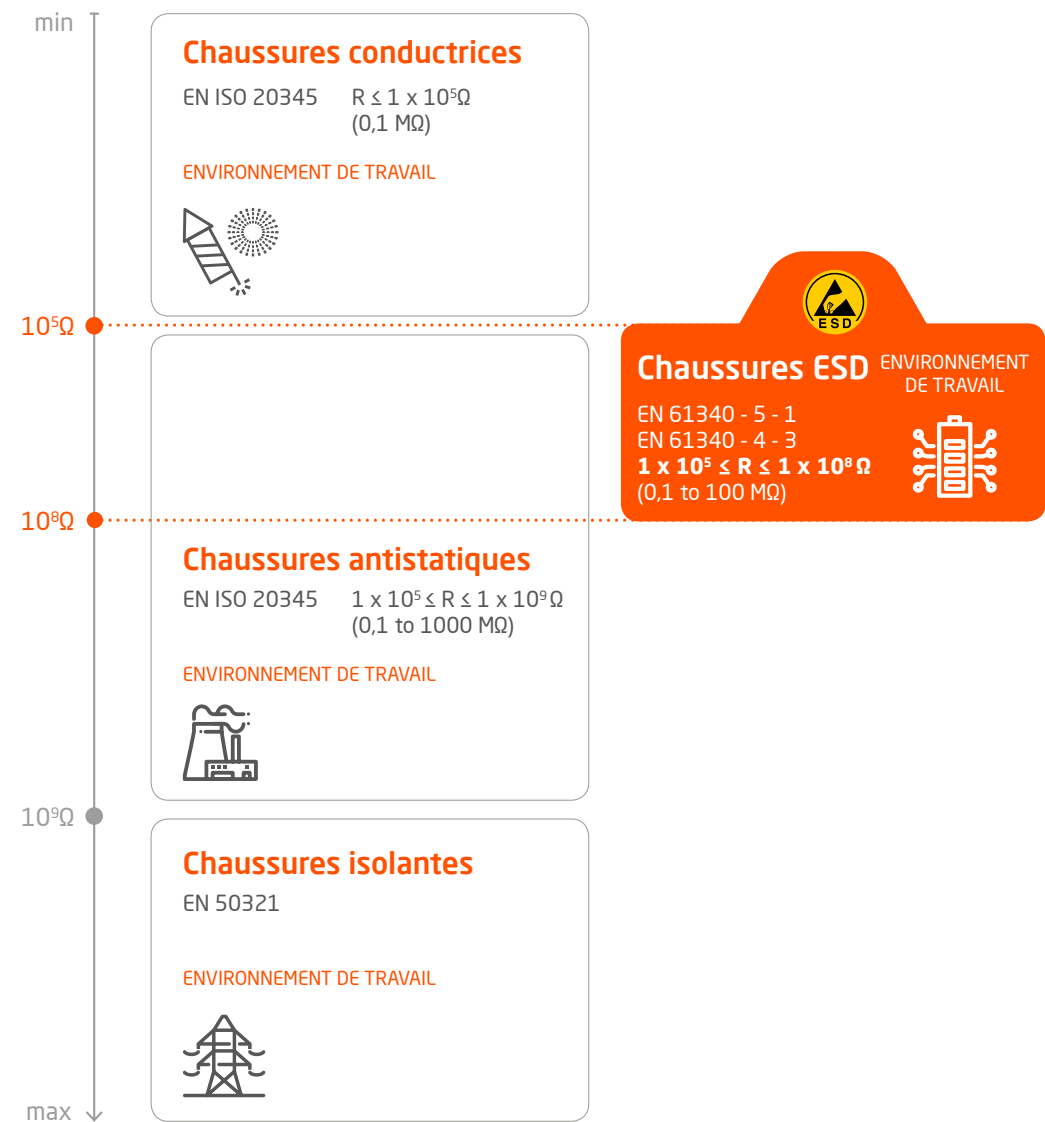 min
Chaussures conductrices
EN ISO 20345 R ≤ 1 x 10⁵Ω
(0,1 MΩ)
ENVIRONNEMENT DE TRAVAIL
10⁵Ω
ESD
Chaussures ESD
ENVIRONNEMENT
DE TRAVAIL
EN 61340 - 5 - 1
EN 61340 - 4 - 3
1 x 10⁵ ≤ R ≤ 1 x 10⁸ Ω
(0,1 to 100 MΩ)
10⁸Ω
Chaussures antistatiques
EN ISO 20345 1 x 10⁵ ≤ R ≤ 1 x 10⁹ Ω
(0,1 to 1000 MΩ)
ENVIRONNEMENT DE TRAVAIL
10⁹Ω
Chaussures isolantes
EN 50321
ENVIRONNEMENT DE TRAVAIL
max